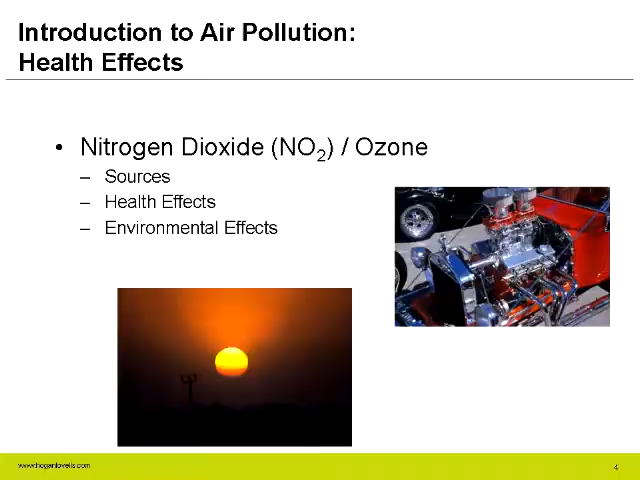 Introduction to Air Pollution:
Health Effects
• Nitrogen Dioxide (NO₂) / Ozone
– Sources
– Health Effects
– Environmental Effects
www.hoganlovells.com
4